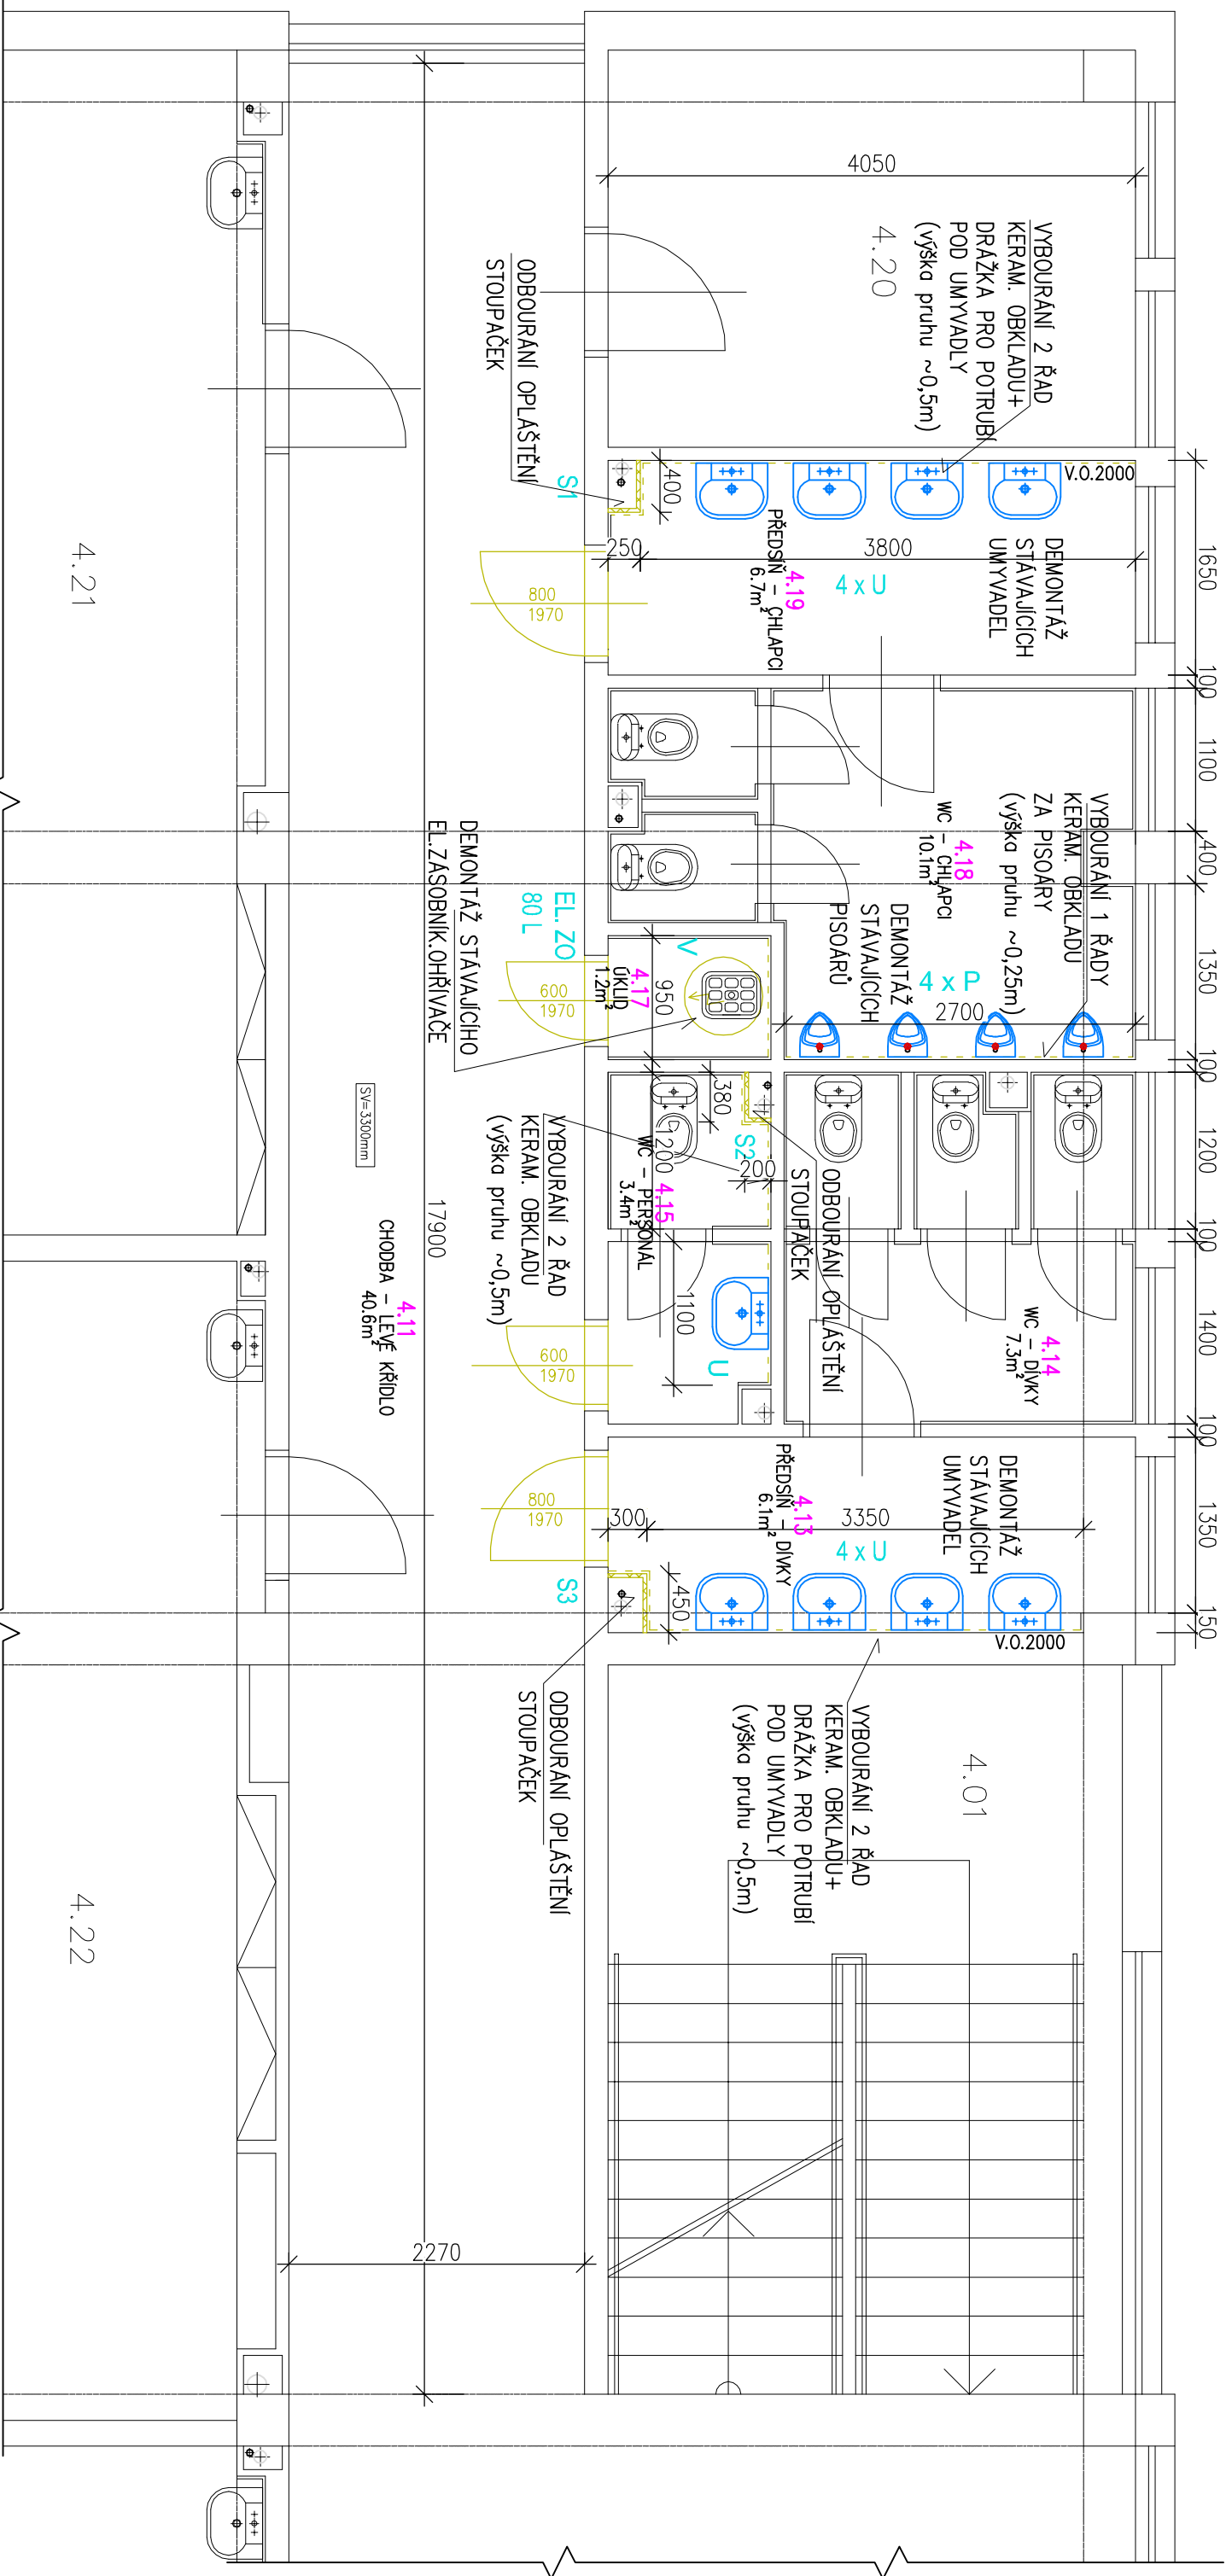 4050
4.20
VYBOURÁNÍ 2 ŘAD
KERAM. OBKLADU+
DRÁŽKA PRO POTRUBÍ
POD UMYVADLY
(výška pruhu ~0,5m)
ODBOURÁNÍ OPLÁŠTĚNÍ
STOUPAČEK
S1
400
V.O.2000
250
3800
DEMONTÁŽ
STÁVAJÍCÍCH
UMYVADEL
4 x U
4.19
PŘEDSÍŇ - CHLAPCI
6.7m²
800
1970
1650
100
1100
400
1350
100
1200
100
1400
100
1350
150
4.21
VYBOURÁNÍ 1 ŘADY
KERAM. OBKLADU
ZA PISOÁRY
(výška pruhu ~0,25m)
4.18
WC - CHLAPCI
10.1m²
DEMONTÁŽ
STÁVAJÍCÍCH
PISOÁRŮ
4 x P
2700
DEMONTÁŽ STÁVAJÍCÍHO
EL.ZÁSOBNÍK.OHŘÍVAČE
EL. ZO
80 L
V
4.17
ÚKLID
1.2m²
950
600
1970
380
1200
200
S2
4.15
WC - PERSONÁL
3.4m²
ODBOURÁNÍ OPLÁŠTĚNÍ
STOUPAČEK
VYBOURÁNÍ 2 ŘAD
KERAM. OBKLADU
(výška pruhu ~0,5m)
1100
U
600
1970
SV=3300mm
17900
4.11
CHODBA - LEVÉ KŘÍDLO
40.6m²
4.14
WC - DÍVKY
7.3m²
DEMONTÁŽ
STÁVAJÍCÍCH
UMYVADEL
4.13
PŘEDSÍŇ - DÍVKY
6.1m²
4 x U
3350
300
450
800
1970
S3
V.O.2000
ODBOURÁNÍ OPLÁŠTĚNÍ
STOUPAČEK
VYBOURÁNÍ 2 ŘAD
KERAM. OBKLADU+
DRÁŽKA PRO POTRUBÍ
POD UMYVADLY
(výška pruhu ~0,5m)
4.01
4.22
2270